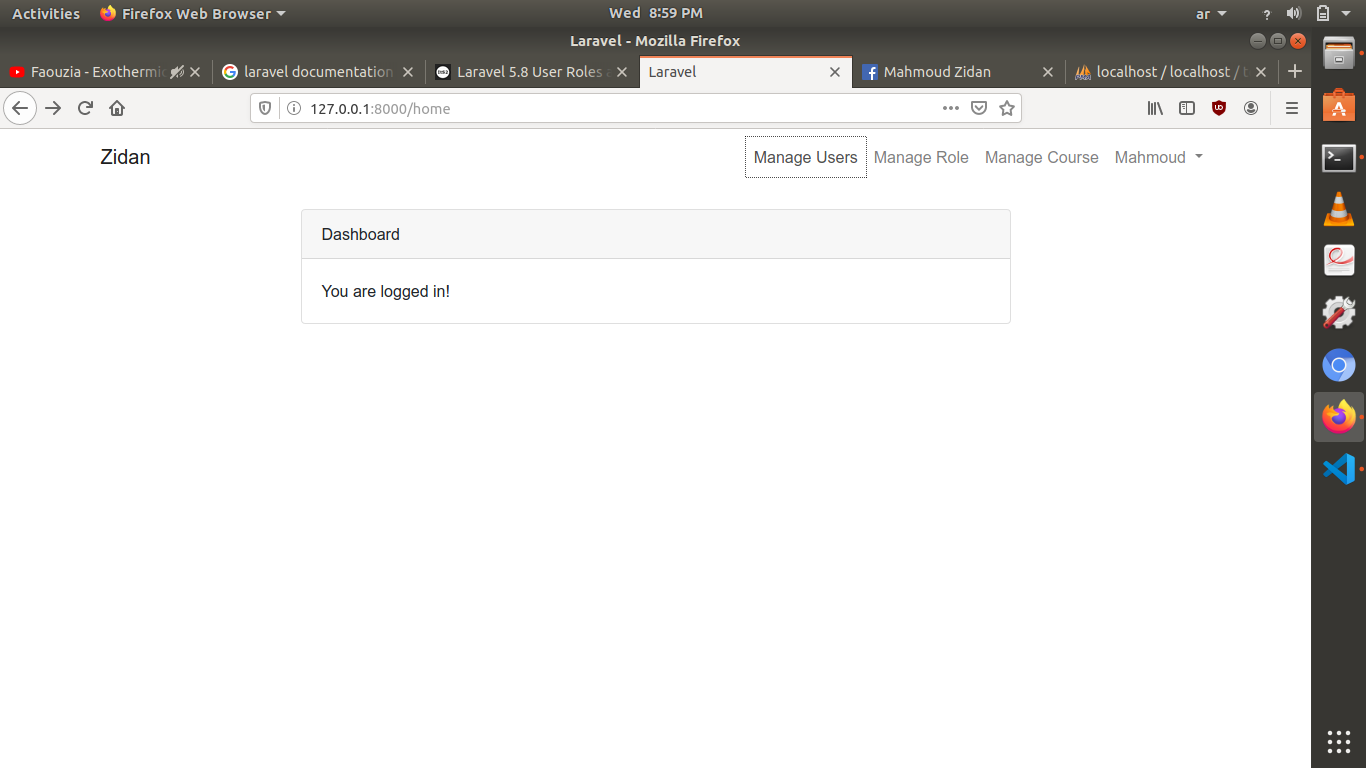 Activities Firefox Web Browser Wed 8:59 PM ar ?
Laravel - Mozilla Firefox
Faouzia - Exothermic laravel documentation Laravel 5.8 User Roles a Laravel Mahmoud Zidan localhost / localhost / t
127.0.0.1:8000/home
Zidan Manage Users Manage Role Manage Course Mahmoud
Dashboard
You are logged in!